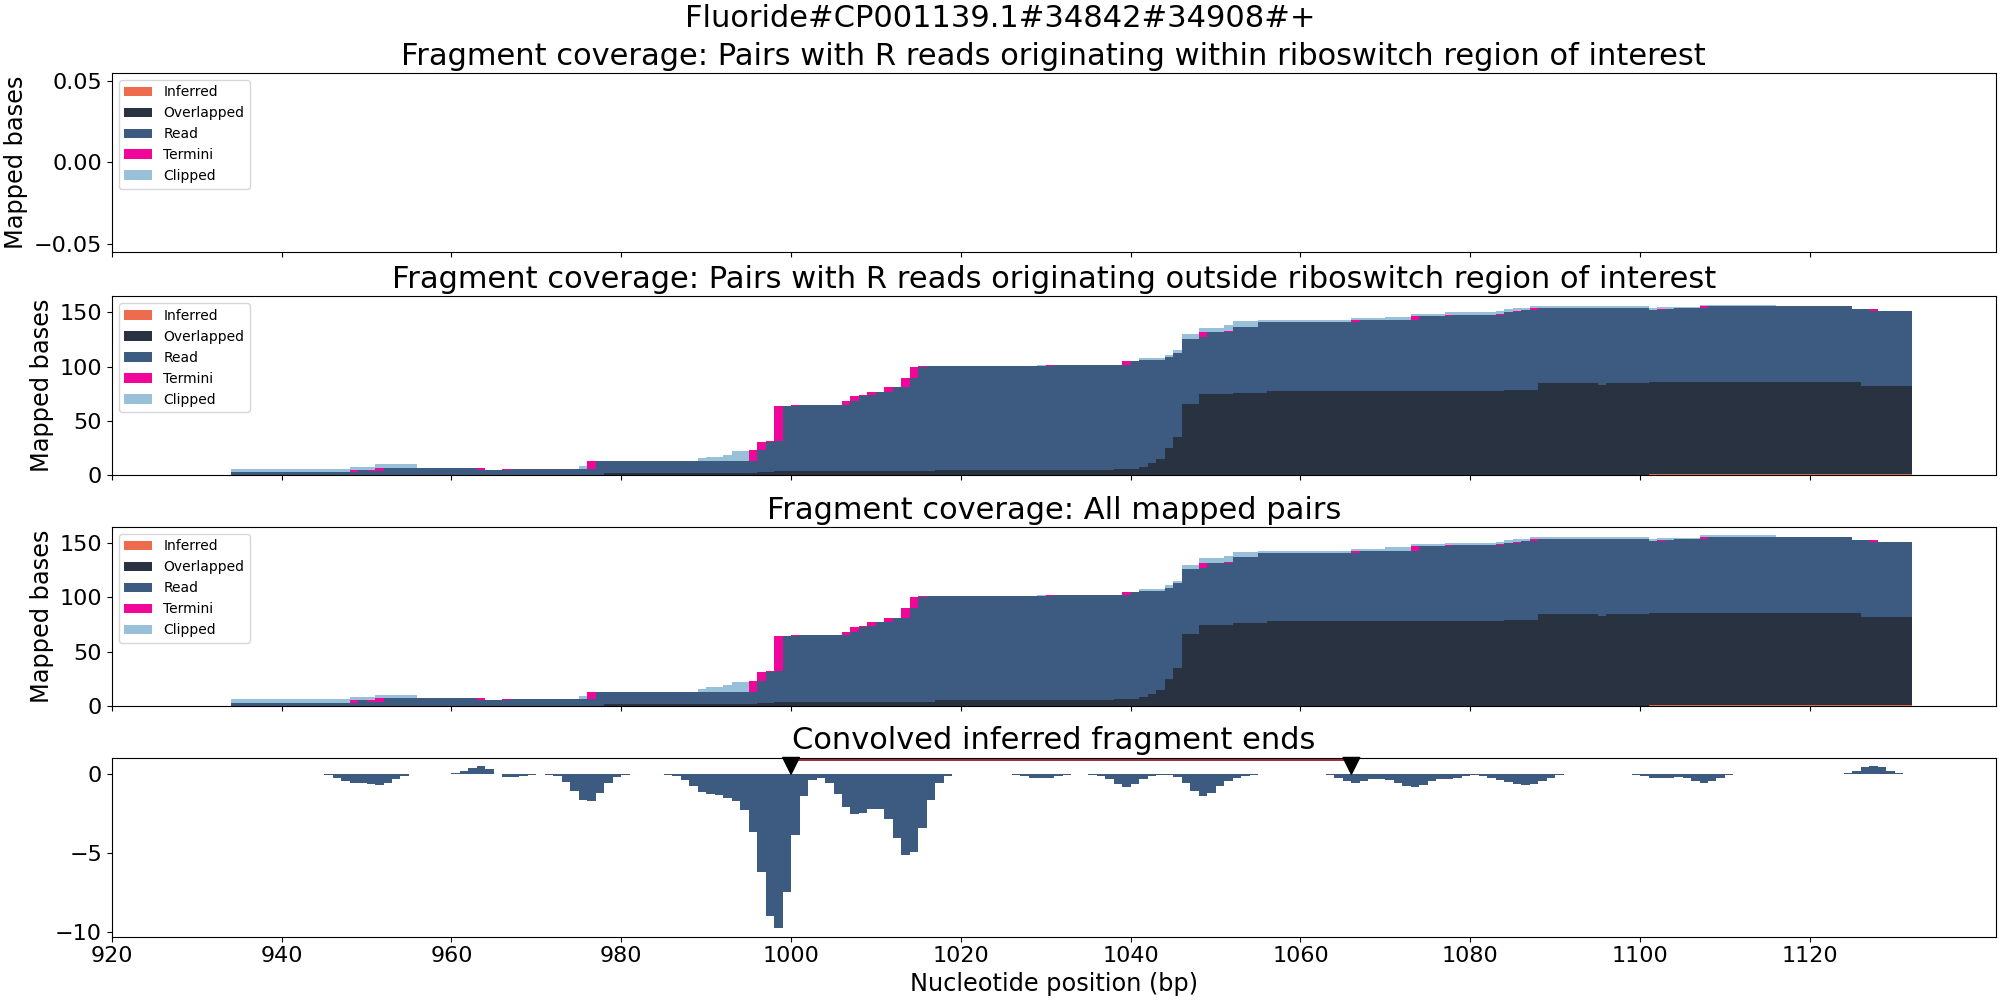 Fluoride#CP001139.1#34842#34908#+
Fragment coverage: Pairs with R reads originating within riboswitch region of interest
Mapped bases
0.05
0.00
−0.05
Inferred
Overlapped
Read
Termini
Clipped
Fragment coverage: Pairs with R reads originating outside riboswitch region of interest
Mapped bases
150
100
50
0
Inferred
Overlapped
Read
Termini
Clipped
Fragment coverage: All mapped pairs
Mapped bases
150
100
50
0
Inferred
Overlapped
Read
Termini
Clipped
Convolved inferred fragment ends
0
−5
−10
920 940 960 980 1000 1020 1040 1060 1080 1100 1120
Nucleotide position (bp)